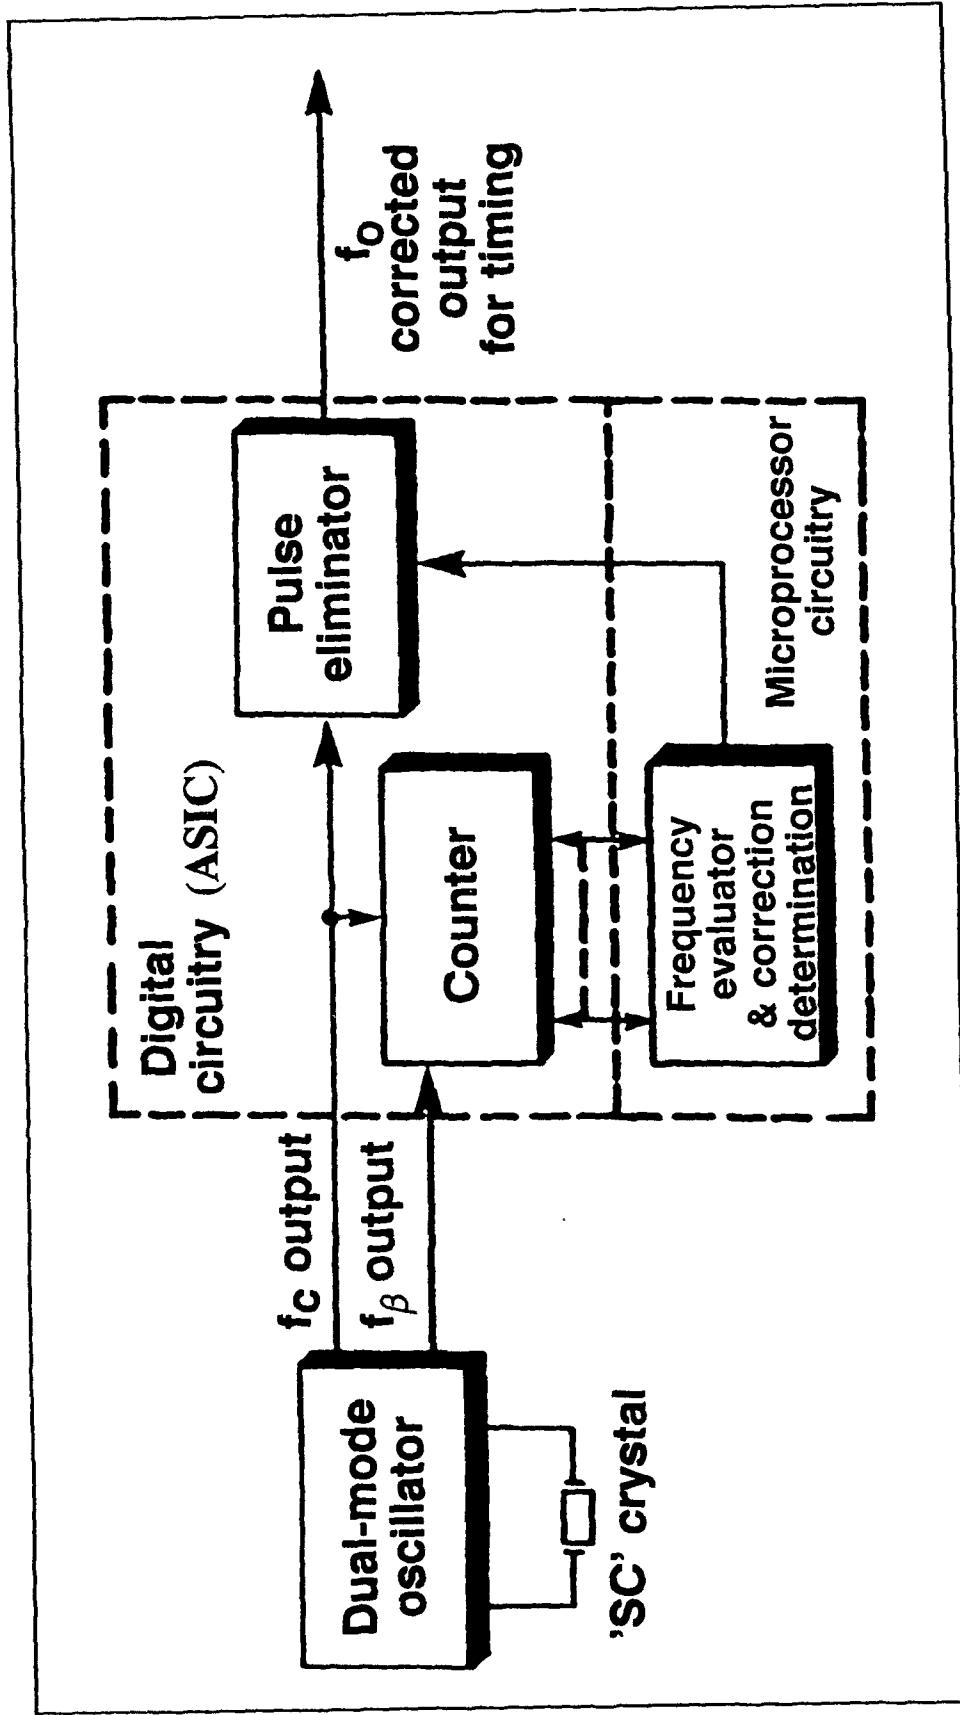 Digital
circuitry (ASIC)
Dual-mode
oscillator
'SC' crystal
fC output
fβ output
Counter
Pulse
eliminator
fO
corrected
output
for timing
Frequency
evaluator
& correction
determination
Microprocessor
circuitry